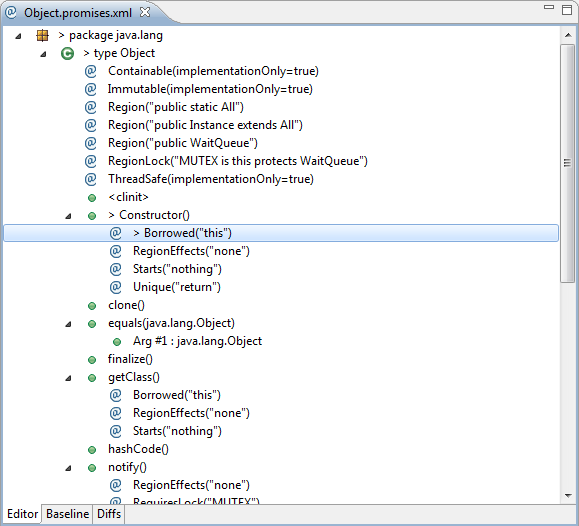 Object.promises.xml
> package java.lang
> type Object
Containable(implementationOnly=true)
Immutable(implementationOnly=true)
Region("public static All")
Region("public Instance extends All")
Region("public WaitQueue")
RegionLock("MUTEX is this protects WaitQueue")
ThreadSafe(implementationOnly=true)
<clinit>
> Constructor()
> Borrowed("this")
RegionEffects("none")
Starts("nothing")
Unique("return")
clone()
equals(java.lang.Object)
Arg #1 : java.lang.Object
finalize()
getClass()
Borrowed("this")
RegionEffects("none")
Starts("nothing")
hashCode()
notify()
RegionEffects("none")
RequiresLock("MUTEX")
Editor Baseline Diffs